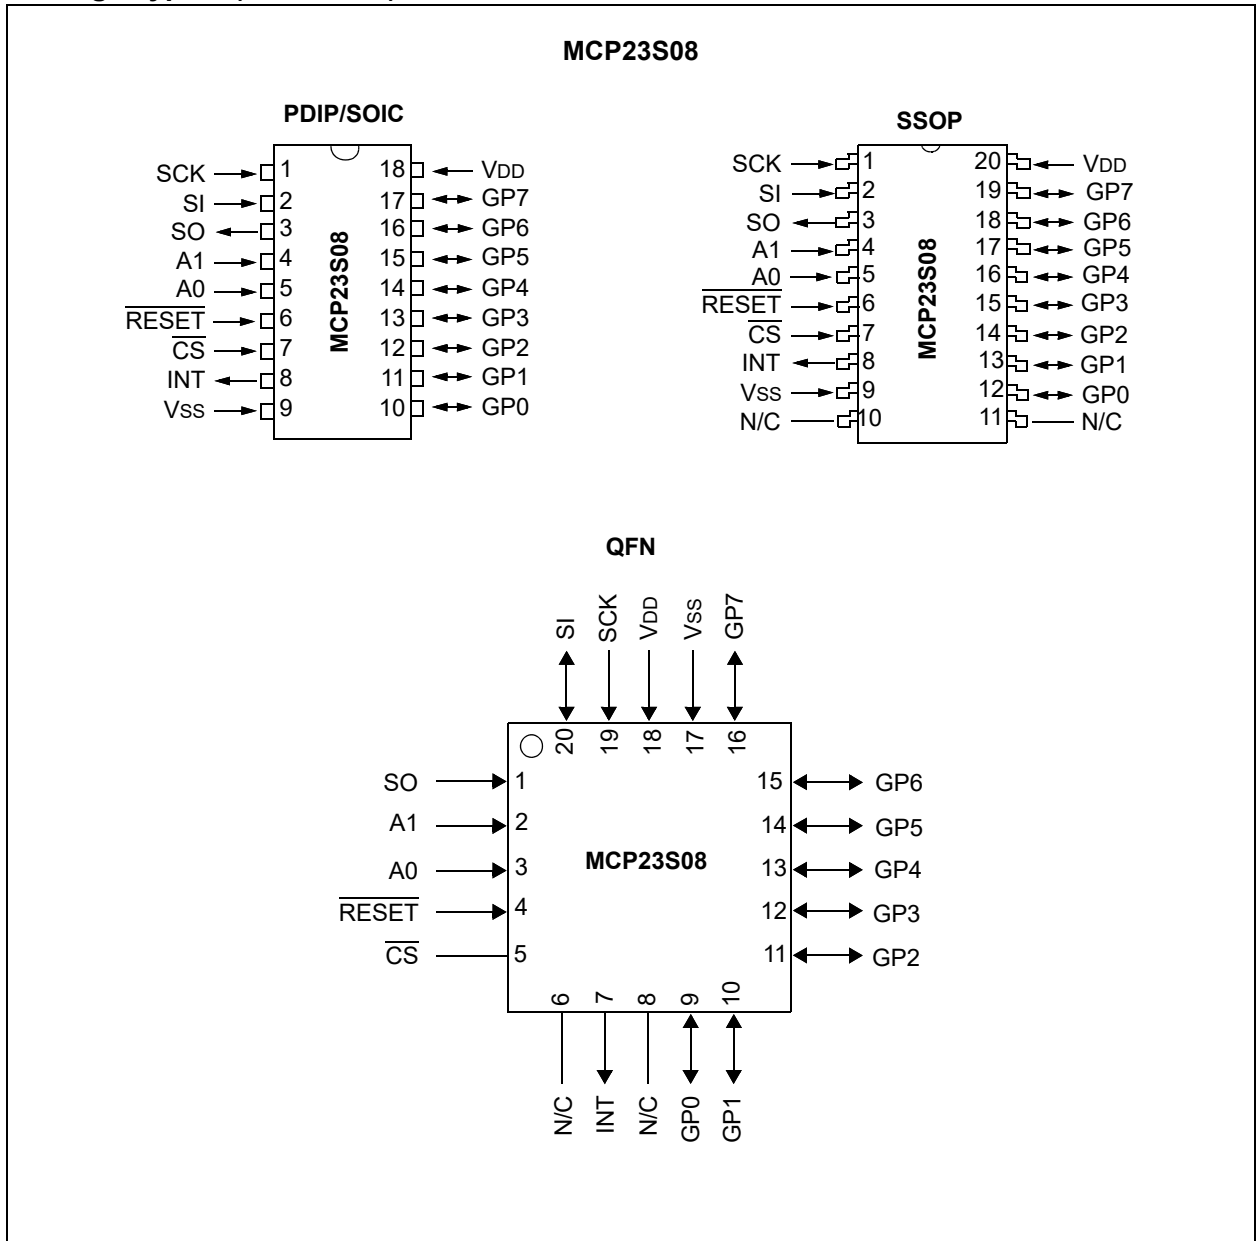 MCP23S08
PDIP/SOIC
SCK 1 18 VDD
SI 2 17 GP7
SO 3 16 GP6
A1 4 15 GP5
A0 5 14 GP4
RESET 6 13 GP3
CS 7 12 GP2
INT 8 11 GP1
VSS 9 10 GP0
MCP23S08
SSOP
SCK 1 20 VDD
SI 2 19 GP7
SO 3 18 GP6
A1 4 17 GP5
A0 5 16 GP4
RESET 6 15 GP3
CS 7 14 GP2
INT 8 13 GP1
VSS 9 12 GP0
N/C 10 11 N/C
MCP23S08
QFN
SI SCK VDD VSS GP7
20 19 18 17 16
SO 1 15 GP6
A1 2 14 GP5
A0 3 MCP23S08 13 GP4
RESET 4 12 GP3
CS 5 11 GP2
6 7 8 9 10
N/C INT N/C GP0 GP1